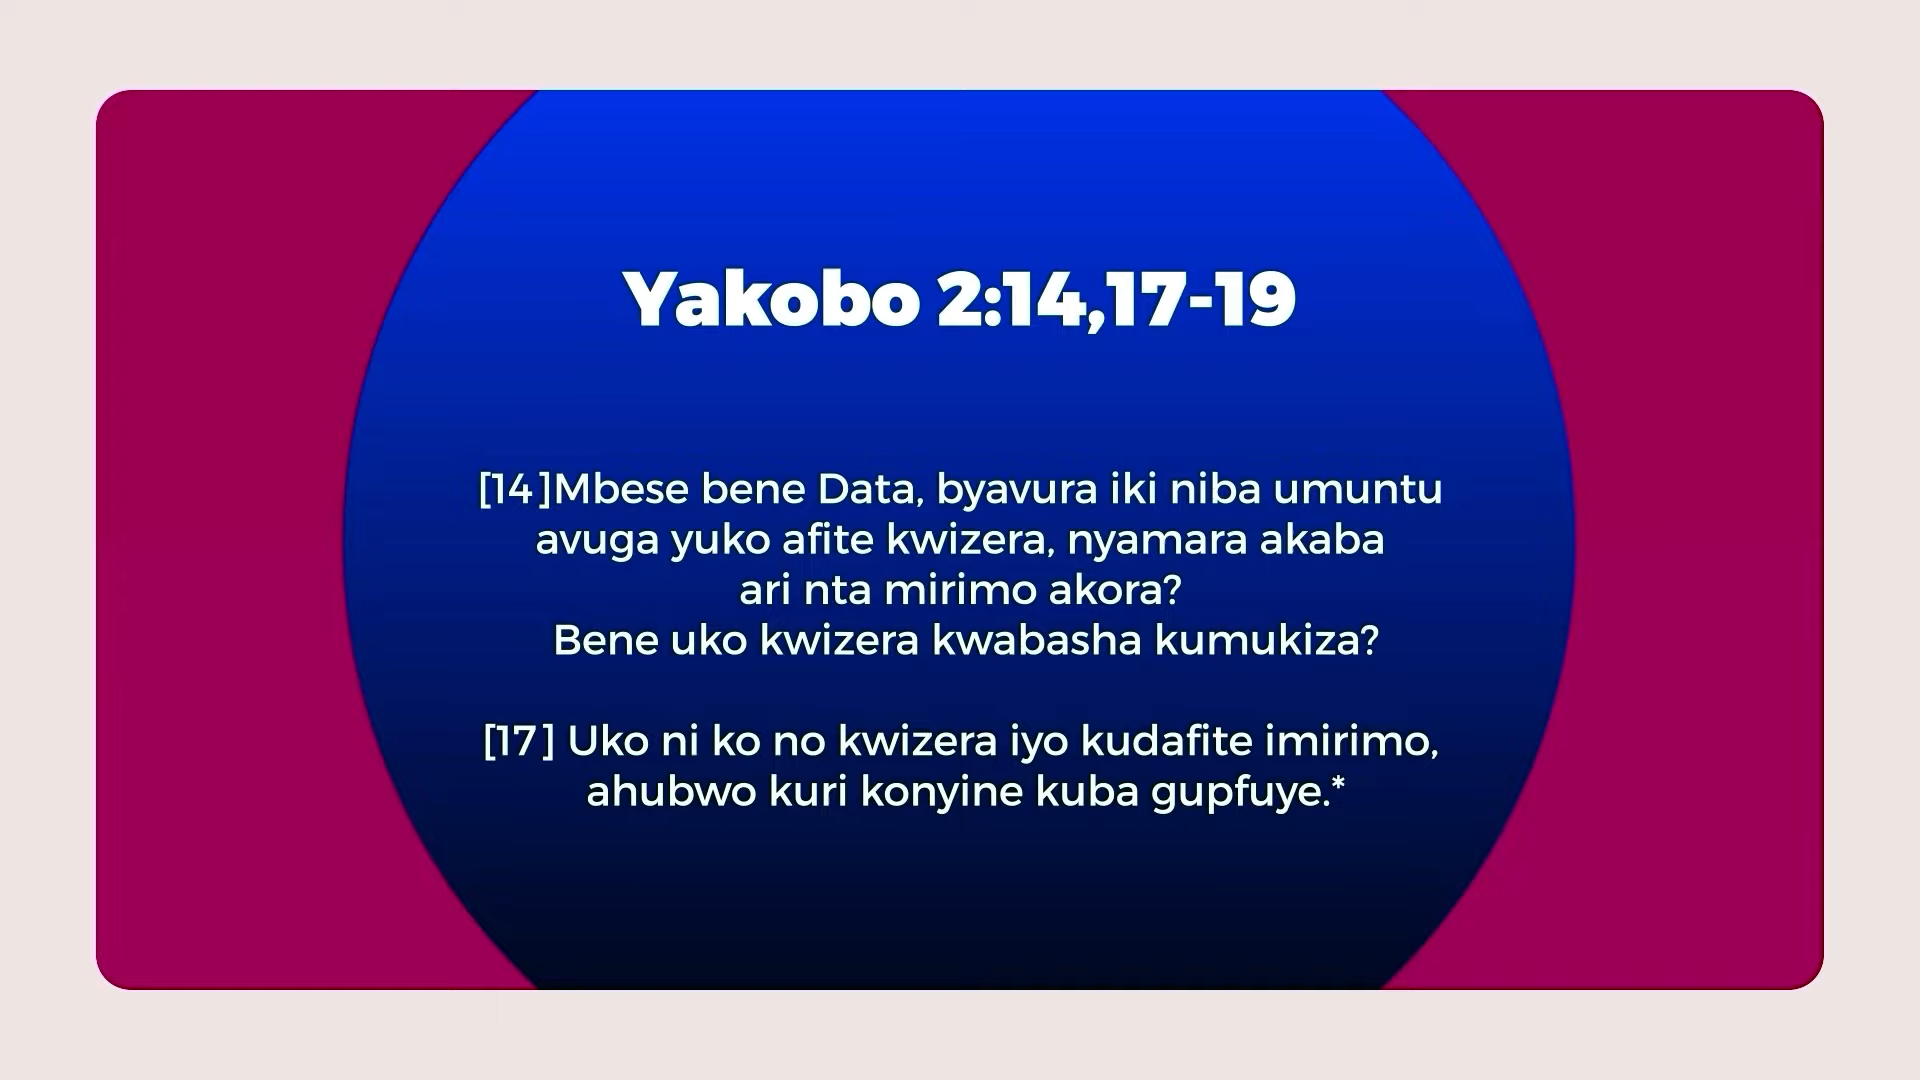 Yakobo 2:14,17-19
[14]Mbese bene Data, byavura iki niba umuntu
avuga yuko afite kwizera, nyamara akaba
ari nta mirimo akora?
Bene uko kwizera kwabasha kumukiza?
[17] Uko ni ko no kwizera iyo kudafite imirimo,
ahubwo kuri konyine kuba gupfuye.*